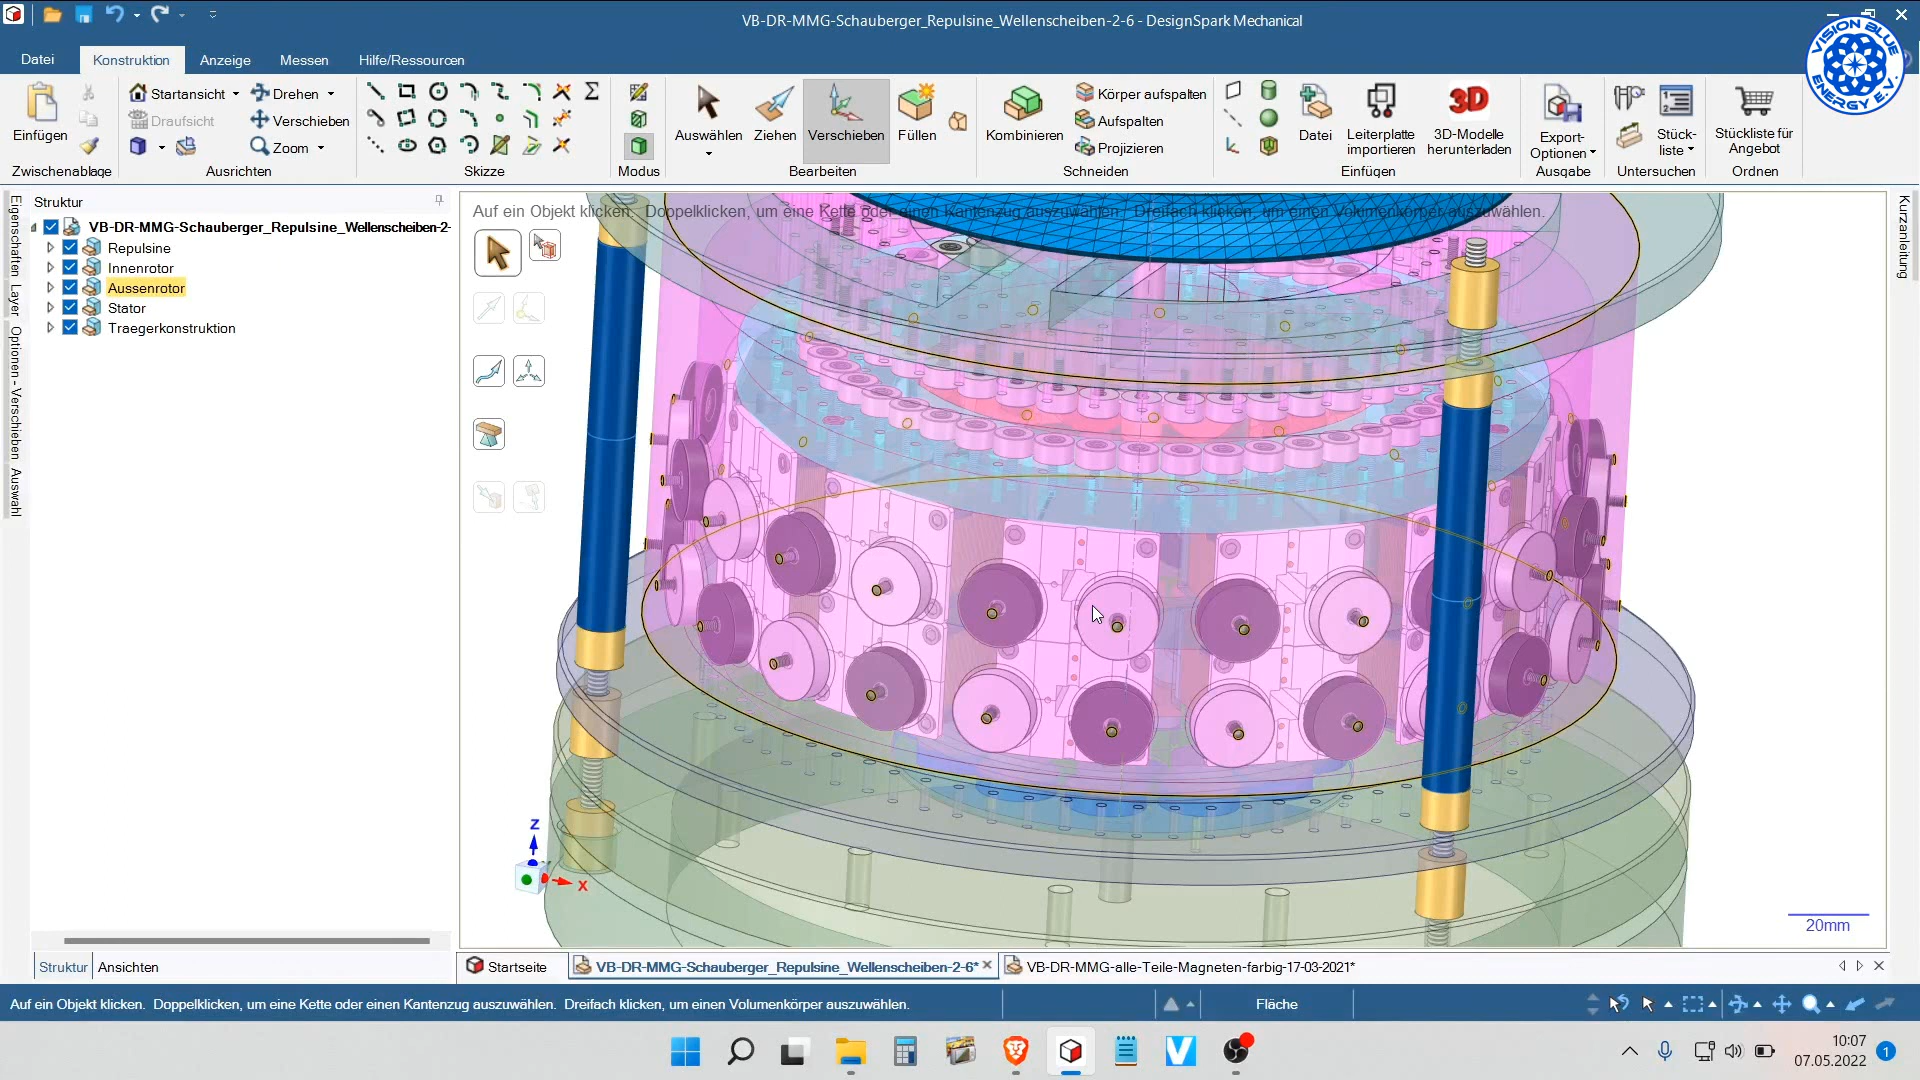 VB-DR-MMG-Schauberger_Repulsine_Wellenscheiben-2-6 - DesignSpark Mechanical
VISION BLUE ENERGY E.V.
Datei Konstruktion Anzeige Messen Hilfe/Ressourcen
Einfügen
Zwischenablage
Startansicht
Draufsicht
Drehen
Verschieben
Zoom
Ausrichten
Skizze
Modus
Auswählen
Ziehen
Verschieben
Füllen
Bearbeiten
Kombinieren
Körper aufspalten
Aufspalten
Projizieren
Schneiden
Datei
Leiterplatte importieren
3D
3D-Modelle herunterladen
Einfügen
Export-Optionen
Ausgabe
Stück-liste
Untersuchen
Stückliste für Angebot
Ordnen
Eigenschaften
Layer
Optionen - Verschieben
Auswahl
Struktur
VB-DR-MMG-Schauberger_Repulsine_Wellenscheiben-2-
Repulsine
Innenrotor
Aussenrotor
Stator
Traegerkonstruktion
Struktur Ansichten
Auf ein Objekt klicken. Doppelklicken, um eine Kette oder einen Kantenzug auszuwählen. Dreifach klicken, um einen Volumenkörper auszuwählen.
Z
X
20mm
Kurzanleitung
Startseite
VB-DR-MMG-Schauberger_Repulsine_Wellenscheiben-2-6*
VB-DR-MMG-alle-Teile-Magneten-farbig-17-03-2021*
Auf ein Objekt klicken. Doppelklicken, um eine Kette oder einen Kantenzug auszuwählen. Dreifach klicken, um einen Volumenkörper auszuwählen.
Fläche
10:07
07.05.2022
1